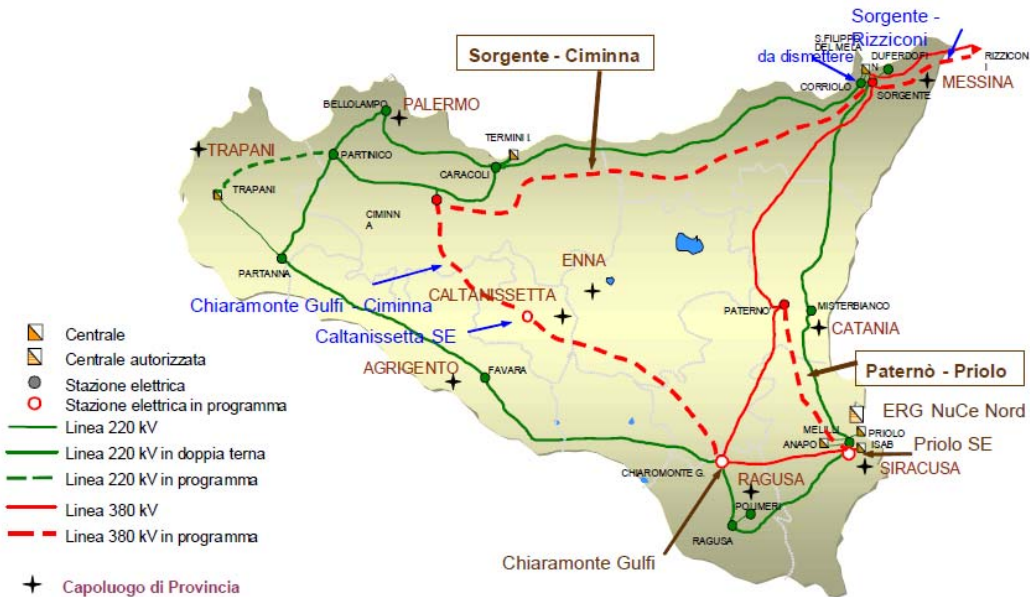 Sorgente -
Rizziconi
Sorgente - Ciminna
S.FILIPPO
DEL MELA
da dismettere
DUFERDOFI
N
RIZZICON
I
CORRIOLO
SORGENTE
MESSINA
BELLOLAMPO
PALERMO
TERMINI I.
TRAPANI
PARTINICO
CARACOLI
TRAPANI
CIMINN
A
PARTANNA
ENNA
Chiaramonte Gulfi - Ciminna
CALTANISSETTA
PATERNO
MISTERBIANCO
CATANIA
Caltanissetta SE
AGRIGENTO
FAVARA
Paternò - Priolo
ERG NuCe Nord
MELILLI
PRIOLO
ANAPO
ISAB
Priolo SE
SIRACUSA
CHIAROMONTE G.
RAGUSA
POLIMERI
RAGUSA
Chiaramonte Gulfi
Centrale
Centrale autorizzata
Stazione elettrica
Stazione elettrica in programma
Linea 220 kV
Linea 220 kV in doppia terna
Linea 220 kV in programma
Linea 380 kV
Linea 380 kV in programma
Capoluogo di Provincia